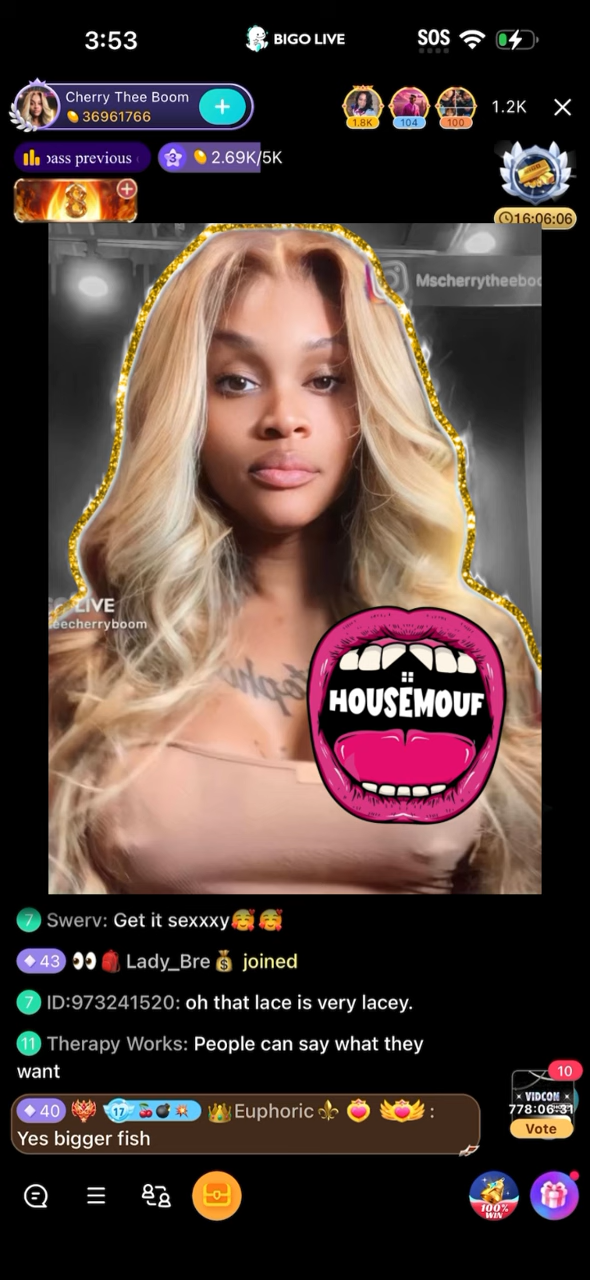 3:53
BIGO LIVE
SOS
Cherry Thee Boom
36961766
1.8K
104
100
1.2K
pass previous
3
2.69K/5K
8
16:06:06
Mscherrytheeboo
LIVE
eecherryboom
HOUSEMOUF
7 Swerv: Get it sexxxy🥰🥰
43 👀🎒Lady_Bre💰 joined
7 ID:973241520: oh that lace is very lacey.
11 Therapy Works: People can say what they
want
40 17 🍒💣💥 Euphoric⚜️ :
Yes bigger fish
10
VIDCON
778:06:31
Vote
100%
WIN